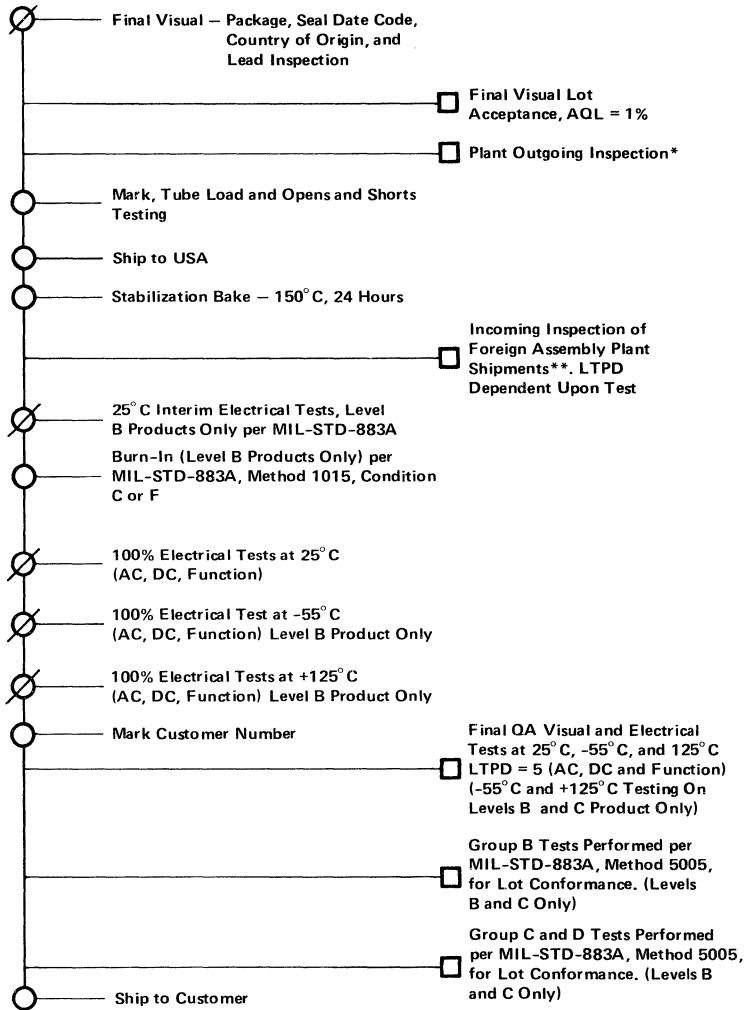 Final Visual — Package, Seal Date Code,
Country of Origin, and
Lead Inspection
Final Visual Lot
Acceptance, AQL = 1%
Plant Outgoing Inspection*
Mark, Tube Load and Opens and Shorts
Testing
Ship to USA
Stabilization Bake — 150°C, 24 Hours
Incoming Inspection of
Foreign Assembly Plant
Shipments**. LTPD
Dependent Upon Test
25°C Interim Electrical Tests, Level
B Products Only per MIL-STD-883A
Burn-In (Level B Products Only) per
MIL-STD-883A, Method 1015, Condition
C or F
100% Electrical Tests at 25°C
(AC, DC, Function)
100% Electrical Test at -55°C
(AC, DC, Function) Level B Product Only
100% Electrical Tests at +125°C
(AC, DC, Function) Level B Product Only
Mark Customer Number
Final QA Visual and Electrical
Tests at 25°C, -55°C, and 125°C
LTPD = 5 (AC, DC and Function)
(-55°C and +125°C Testing On
Levels B and C Product Only)
Group B Tests Performed per
MIL-STD-883A, Method 5005,
for Lot Conformance. (Levels
B and C Only)
Group C and D Tests Performed
per MIL-STD-883A, Method 5005,
for Lot Conformance. (Levels B
and C Only)
Ship to Customer